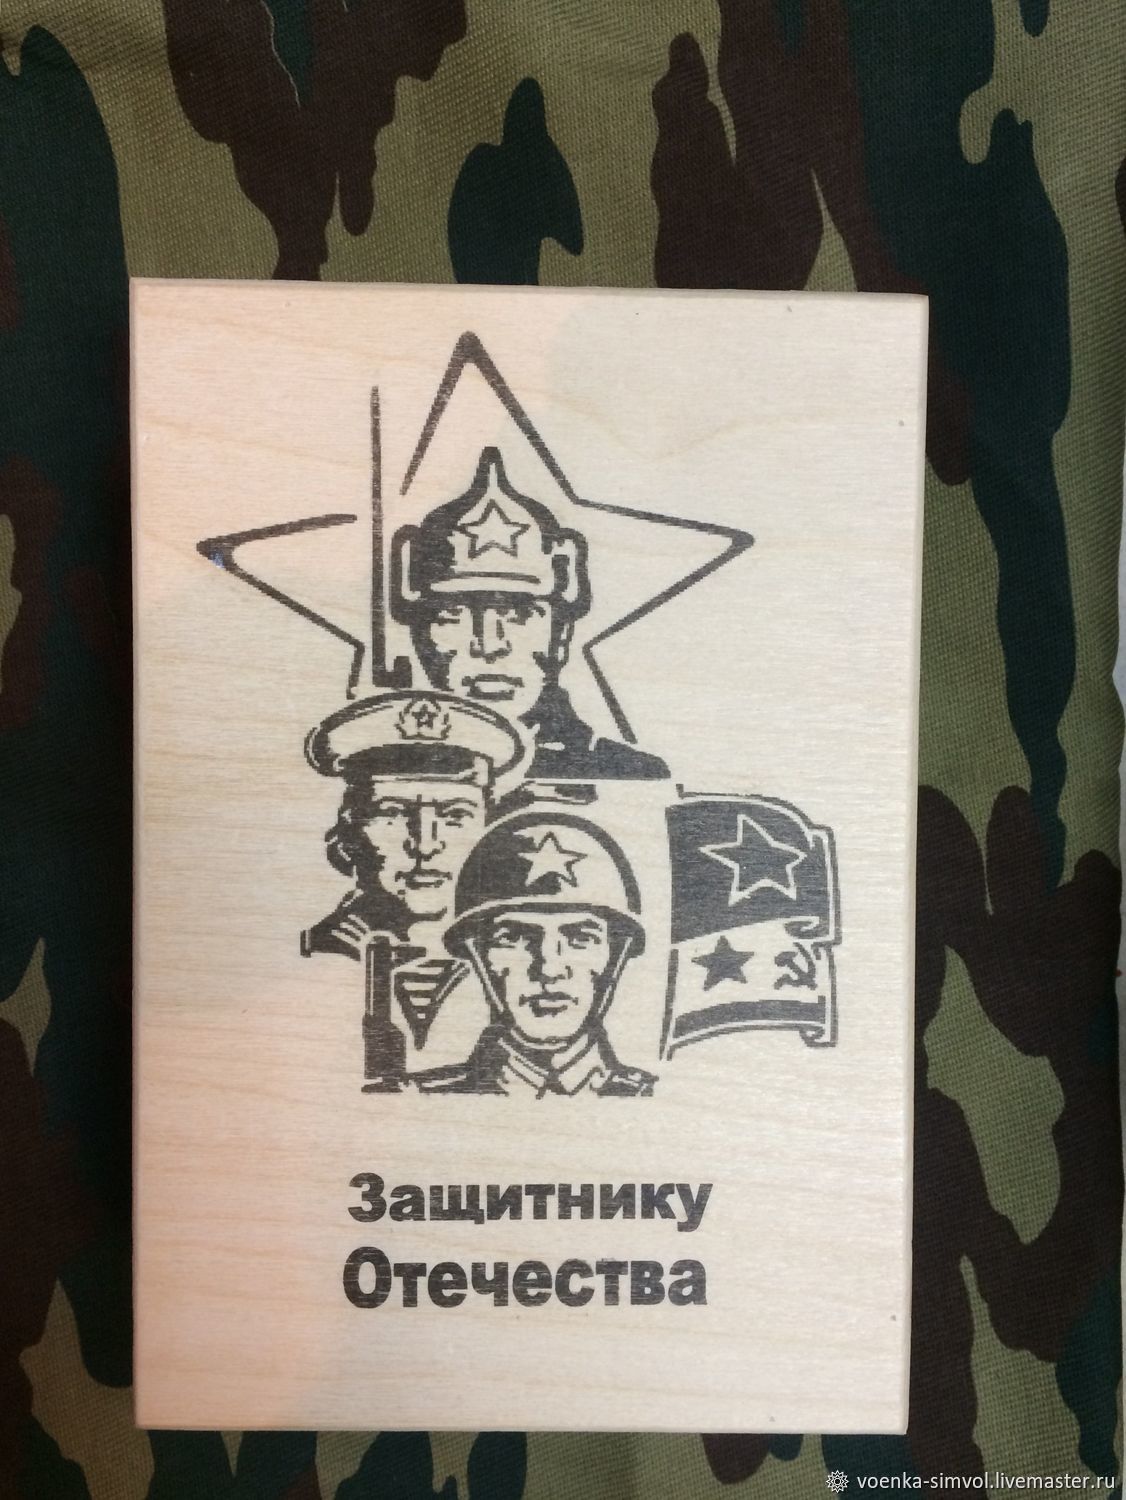 Защитнику
Отечества
voenka-simvol.livemaster.ru